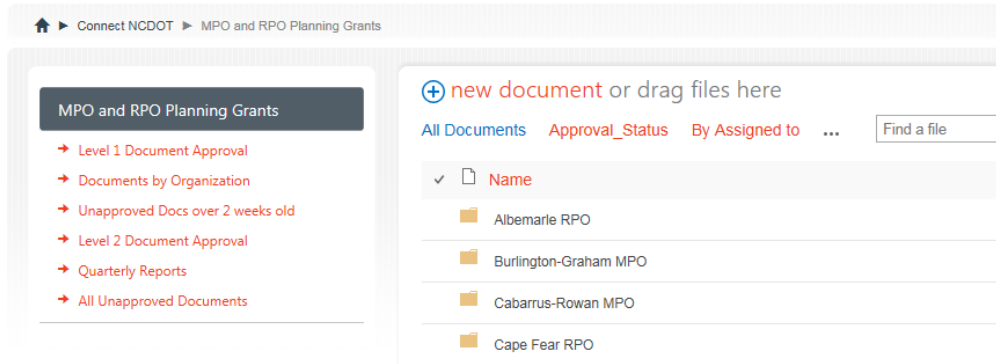 Connect NCDOT ► MPO and RPO Planning Grants
MPO and RPO Planning Grants
Level 1 Document Approval
Documents by Organization
Unapproved Docs over 2 weeks old
Level 2 Document Approval
Quarterly Reports
All Unapproved Documents
new document or drag files here
All Documents Approval_Status By Assigned to ... Find a file
Name
Albemarle RPO
Burlington-Graham MPO
Cabarrus-Rowan MPO
Cape Fear RPO